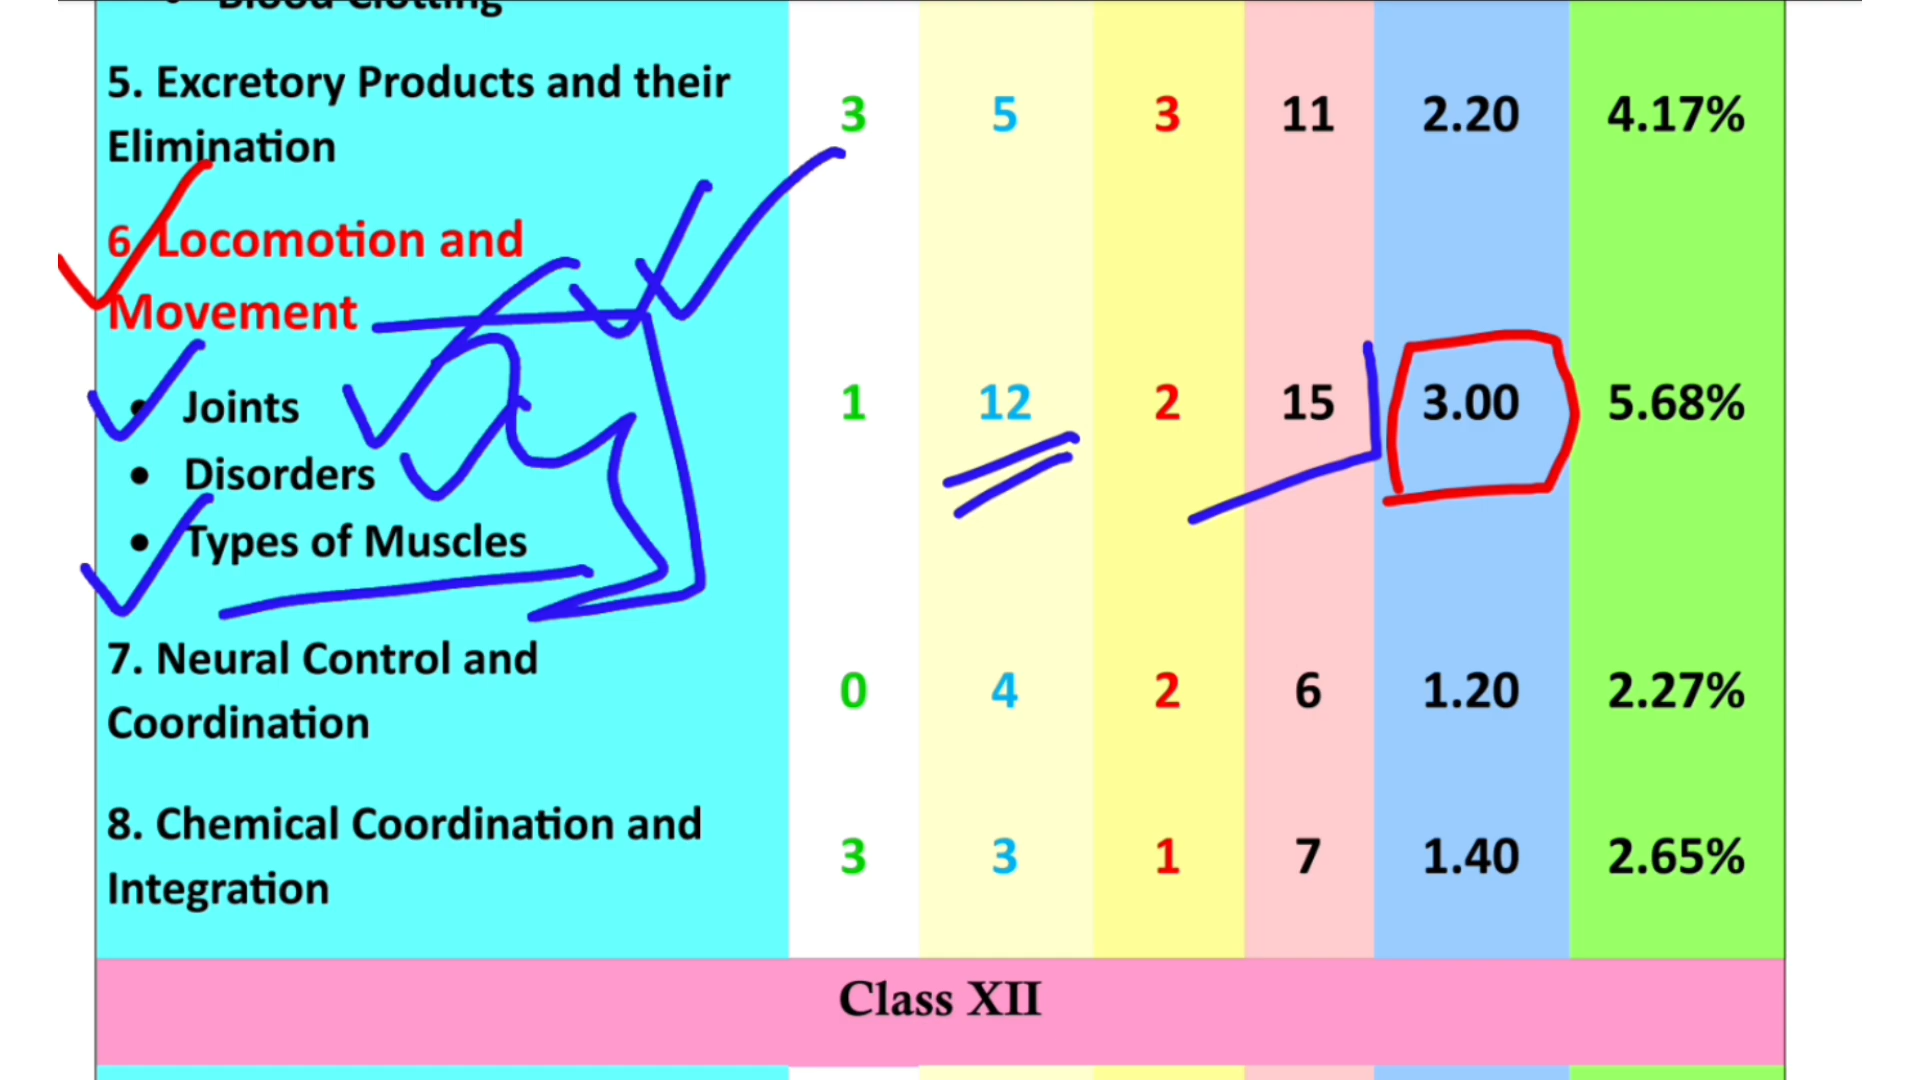 Blood Clotting
5. Excretory Products and their
Elimination
3 5 3 11 2.20 4.17%
6. Locomotion and
Movement
• Joints
• Disorders
• Types of Muscles
1 12 2 15 3.00 5.68%
7. Neural Control and
Coordination
0 4 2 6 1.20 2.27%
8. Chemical Coordination and
Integration
3 3 1 7 1.40 2.65%
Class XII